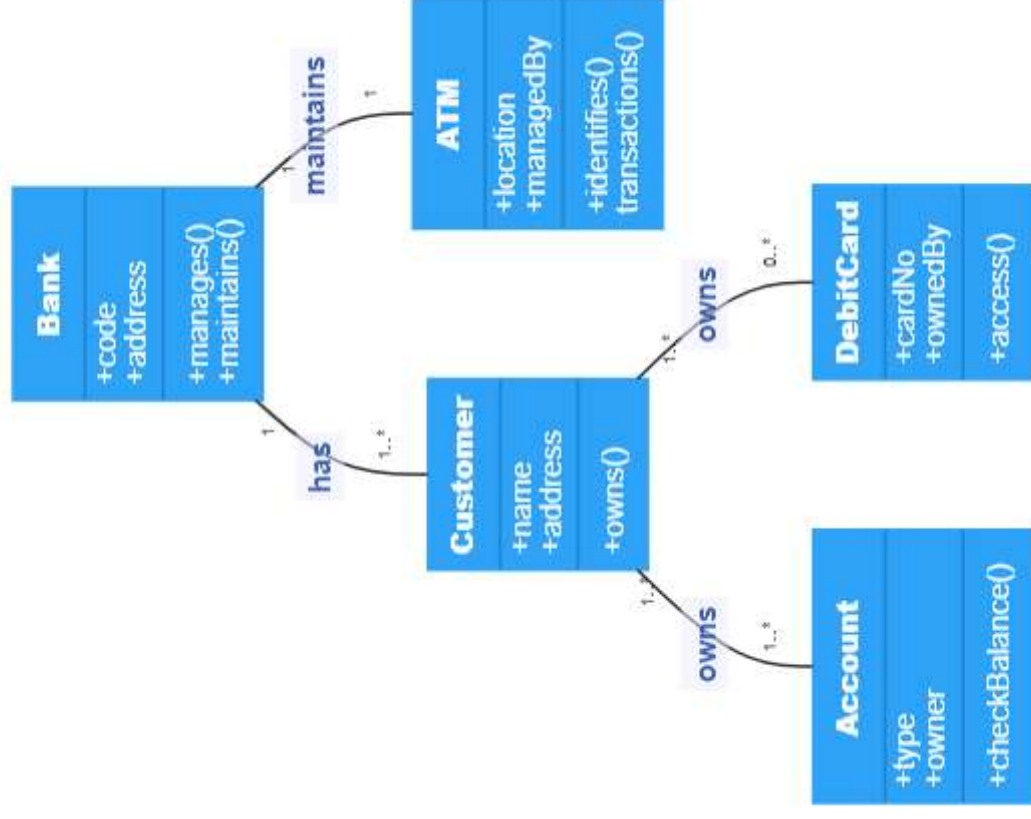 Bank
+code
+address
+manages()
+maintains()
1
has
1..*
1
maintains
1
ATM
+location
+managedBy
+identifies()
transactions()
Customer
+name
+address
+owns()
1..*
owns
1..*
1..*
owns
0..*
Account
+type
+owner
+checkBalance()
DebitCard
+cardNo
+ownedBy
+access()